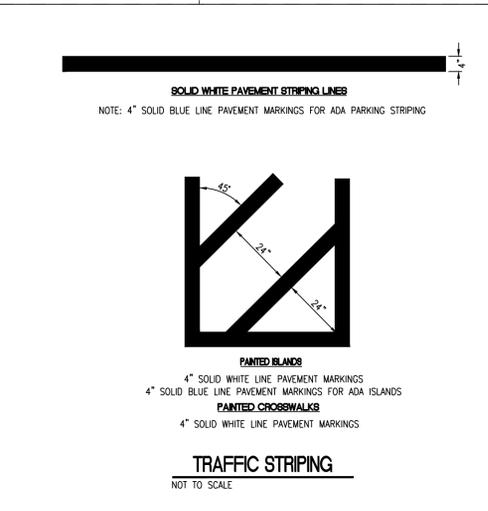 4"
SOLID WHITE PAVEMENT STRIPING LINES
NOTE: 4" SOLID BLUE LINE PAVEMENT MARKINGS FOR ADA PARKING STRIPING
45°
24"
24"
PAINTED ISLANDS
4" SOLID WHITE LINE PAVEMENT MARKINGS
4" SOLID BLUE LINE PAVEMENT MARKINGS FOR ADA ISLANDS
PAINTED CROSSWALKS
4" SOLID WHITE LINE PAVEMENT MARKINGS
TRAFFIC STRIPING
NOT TO SCALE